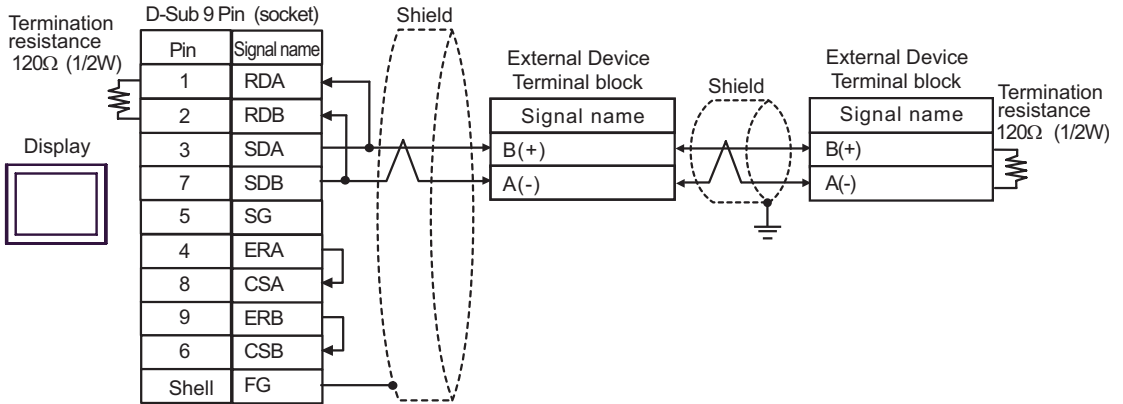 Termination
resistance
120Ω (1/2W)
D-Sub 9 Pin (socket)
Pin Signal name
1 RDA
2 RDB
3 SDA
7 SDB
5 SG
4 ERA
8 CSA
9 ERB
6 CSB
Shell FG
Display
Shield
External Device
Terminal block
Signal name
B(+)
A(-)
Shield
External Device
Terminal block
Signal name
B(+)
A(-)
Termination
resistance
120Ω (1/2W)